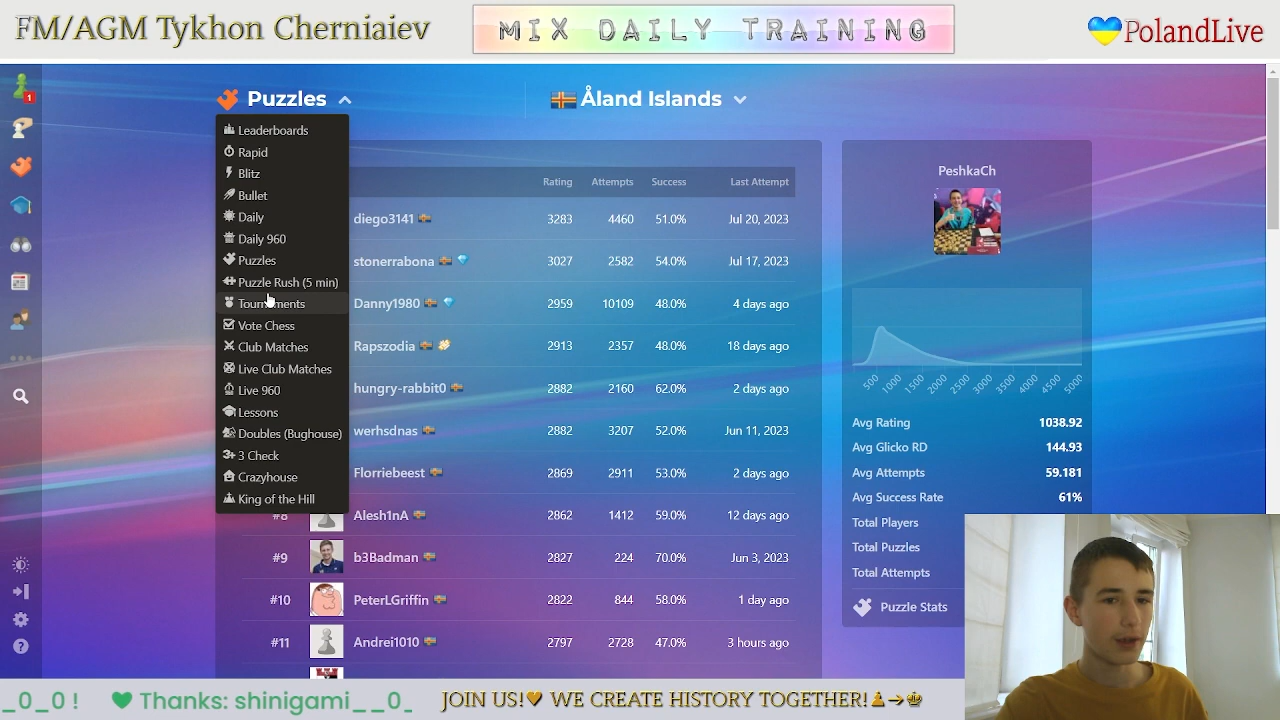 FM/AGM Tykhon Cherniaiev
MIX DAILY TRAINING
PolandLive
1
Puzzles
Åland Islands
Leaderboards
Rapid
Blitz
Bullet
Daily
Daily 960
Puzzles
Puzzle Rush (5 min)
Tournaments
Vote Chess
Club Matches
Live Club Matches
Live 960
Lessons
Doubles (Bughouse)
3 Check
Crazyhouse
King of the Hill
Rating Attempts Success Last Attempt
diego3141 3283 4460 51.0% Jul 20, 2023
stonerrabona 3027 2582 54.0% Jul 17, 2023
Danny1980 2959 10109 48.0% 4 days ago
Rapszodia 2913 2357 48.0% 18 days ago
hungry-rabbit0 2882 2160 62.0% 2 days ago
werhsdnas 2882 3207 52.0% Jun 11, 2023
Florriebeest 2869 2911 53.0% 2 days ago
#8 Alesh1nA 2862 1412 59.0% 12 days ago
#9 b3Badman 2827 224 70.0% Jun 3, 2023
#10 PeterLGriffin 2822 844 58.0% 1 day ago
#11 Andrei1010 2797 2728 47.0% 3 hours ago
PeshkaCh
500 1000 1500 2000 2500 3000 3500 4000 4500 5000
Avg Rating 1038.92
Avg Glicko RD 144.93
Avg Attempts 59.181
Avg Success Rate 61%
Total Players
Total Puzzles
Total Attempts
Puzzle Stats
_0_0 ! Thanks: shinigami__0_
JOIN US! WE CREATE HISTORY TOGETHER!